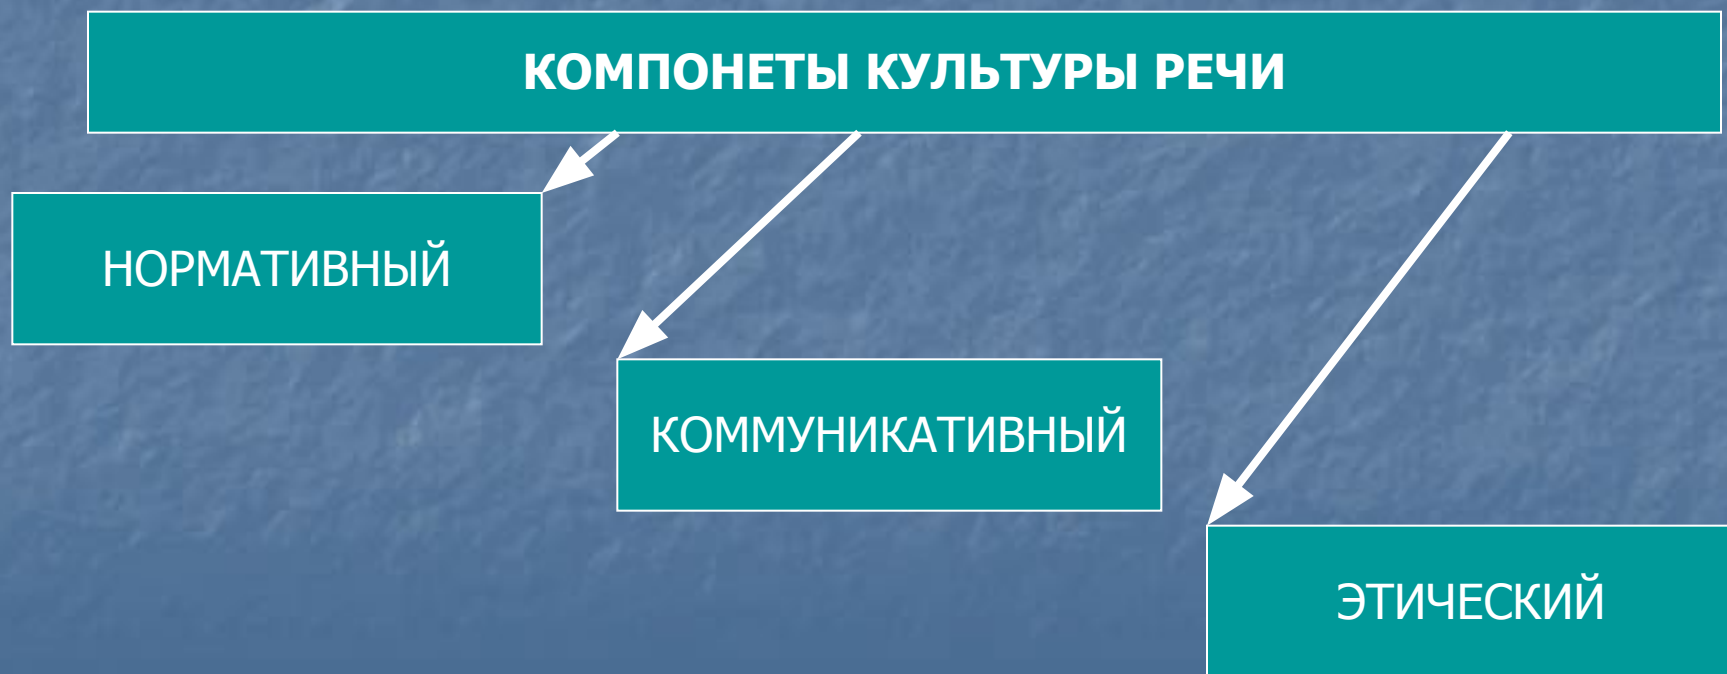 КОМПОНЕТЫ КУЛЬТУРЫ РЕЧИ
НОРМАТИВНЫЙ
КОММУНИКАТИВНЫЙ
ЭТИЧЕСКИЙ